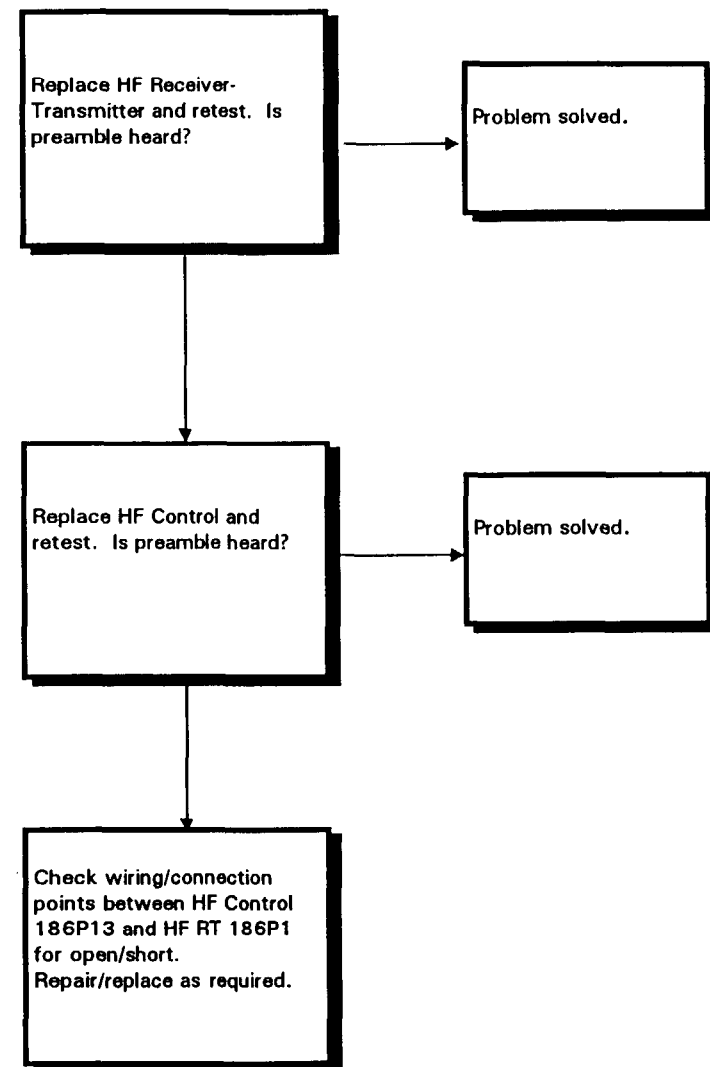 Replace HF Receiver-
Transmitter and retest.  Is
preamble heard?
Problem solved.
Replace HF Control and
retest.  Is preamble heard?
Problem solved.
Check wiring/connection
points between HF Control
186P13 and HF RT 186P1
for open/short.
Repair/replace as required.